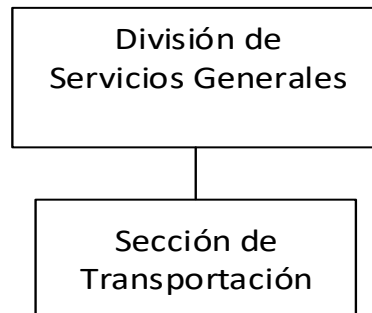 División de
Servicios Generales
Sección de
Transportación